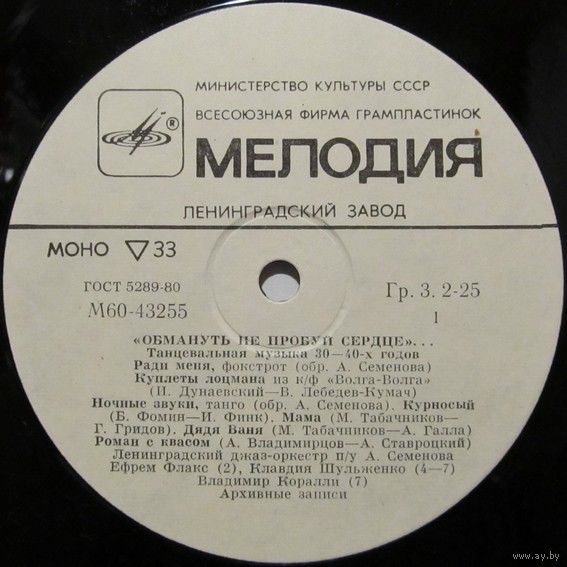 МИНИСТЕРСТВО КУЛЬТУРЫ СССР
ВСЕСОЮЗНАЯ ФИРМА ГРАМПЛАСТИНОК
®
МЕЛОДИЯ
ЛЕНИНГРАДСКИЙ ЗАВОД
МОНО ▽ 33
ГОСТ 5289-80
М60-43255
Гр. 3. 2-25
1
«ОБМАНУТЬ НЕ ПРОБУЙ СЕРДЦЕ»...
Танцевальная музыка 30—40-х годов
Ради меня, фокстрот (обр. А. Семенова)
Куплеты лоцмана из к/ф «Волга-Волга»
(И. Дунаевский—В. Лебедев-Кумач)
Ночные звуки, танго (обр. А. Семенова). Курносый
(Б. Фомин—И. Финк). Мама (М. Табачников—
Г. Гридов). Дядя Ваня (М. Табачников—А. Галла)
Роман с квасом (А. Владимирцов—А. Ставроцкий)
Ленинградский джаз-оркестр п/у А. Семенова
Ефрем Флакс (2), Клавдия Шульженко (4—7)
Владимир Коралли (7)
Архивные записи
www.ay.by